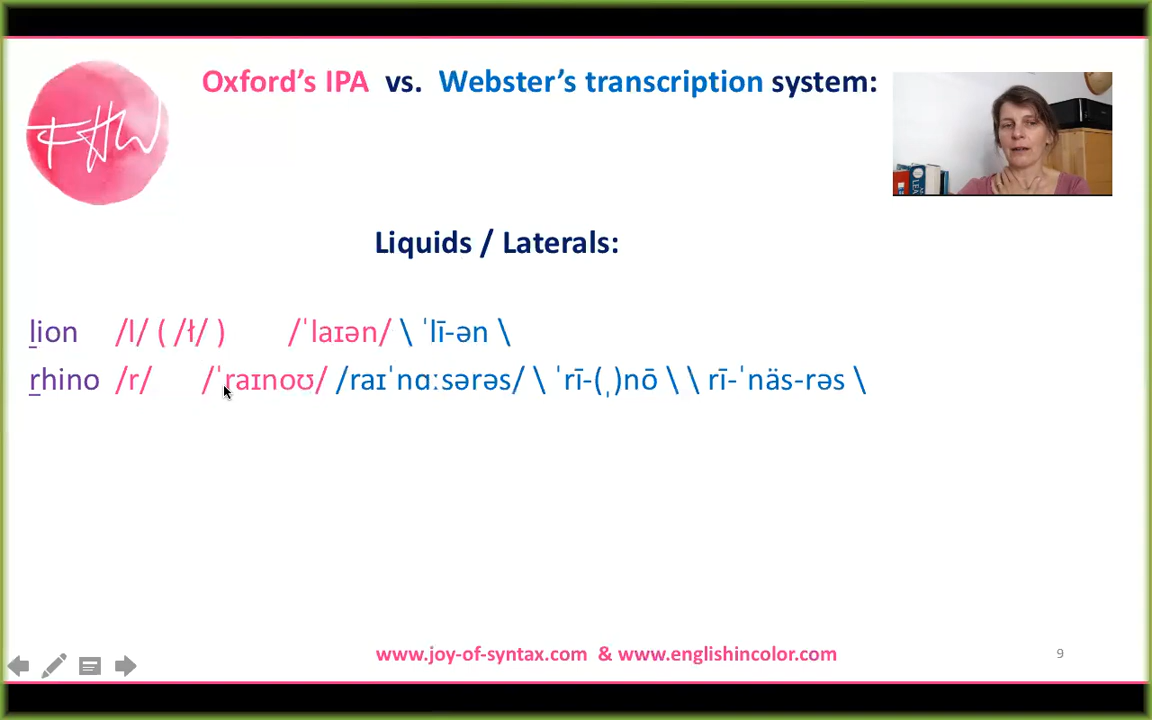 Oxford's IPA vs. Webster's transcription system:
FHW
Liquids / Laterals:
lion /l/ ( /ɫ/ ) /ˈlaɪən/ \ ˈlī-ən \
rhino /r/ /ˈraɪnoʊ/ /raɪˈnɑːsərəs/ \ ˈrī-(ˌ)nō \ \ rī-ˈnäs-rəs \
www.joy-of-syntax.com & www.englishincolor.com
9